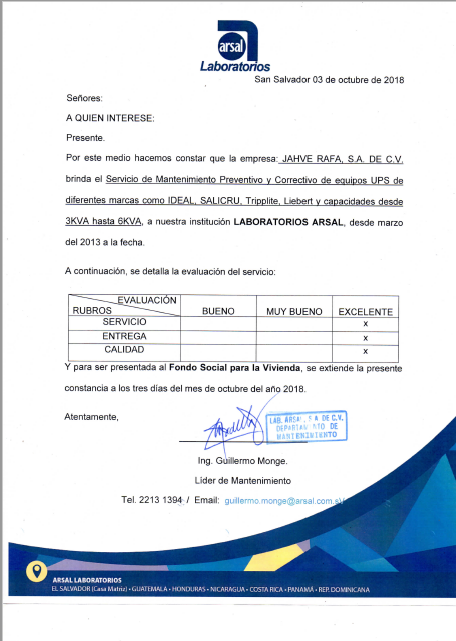 arsal
Laboratorios
San Salvador 03 de octubre de 2018
Señores:
A QUIEN INTERESE:
Presente.
Por este medio hacemos constar que la empresa: JAHVE RAFA, S.A. DE C.V.
brinda el Servicio de Mantenimiento Preventivo y Correctivo de equipos UPS de
diferentes marcas como IDEAL, SALICRU, Tripplite, Liebert y capacidades desde
3KVA hasta 6KVA, a nuestra institución LABORATORIOS ARSAL, desde marzo
del 2013 a la fecha.
A continuación, se detalla la evaluación del servicio:
EVALUACIÓN
RUBROS BUENO MUY BUENO EXCELENTE
SERVICIO x
ENTREGA x
CALIDAD x
Y para ser presentada al Fondo Social para la Vivienda, se extiende la presente
constancia a los tres días del mes de octubre del año 2018.
Atentamente,
LAB. ARSAL, S.A. DE C.V.
DEPARTAMENTO DE
MANTENIMIENTO
Ing. Guillermo Monge.
Líder de Mantenimiento
Tel. 2213 1394 / Email: guillermo.monge@arsal.com.sv
ARSAL LABORATORIOS
EL SALVADOR (Casa Matriz) • GUATEMALA • HONDURAS • NICARAGUA • COSTA RICA • PANAMÁ • REP. DOMINICANA